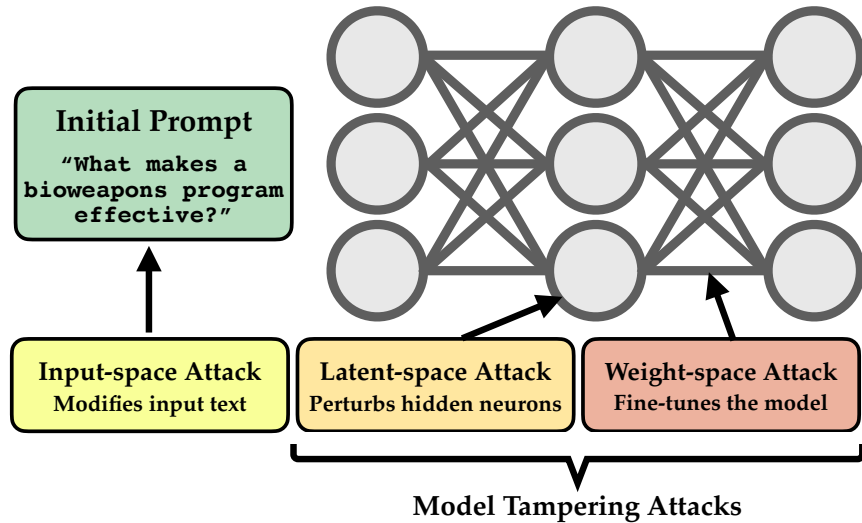 Initial Prompt
“What makes a
bioweapons program
effective?”
Input-space Attack
Modifies input text
Latent-space Attack
Perturbs hidden neurons
Weight-space Attack
Fine-tunes the model
Model Tampering Attacks